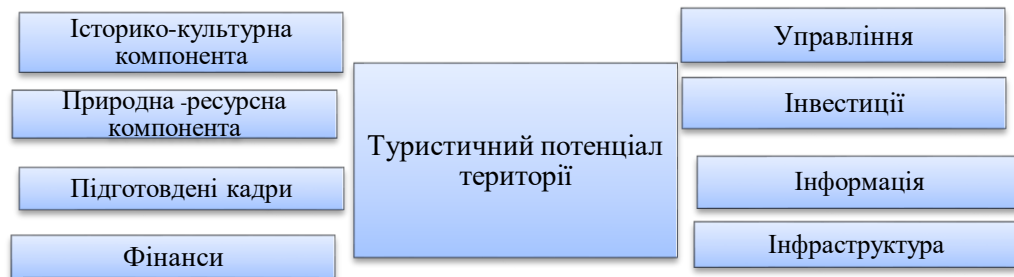 Історико-культурна
компонента
Природна -ресурсна
компонента
Підготовдені кадри
Фінанси
Туристичний потенціал
території
Управління
Інвестиції
Інформація
Інфраструктура